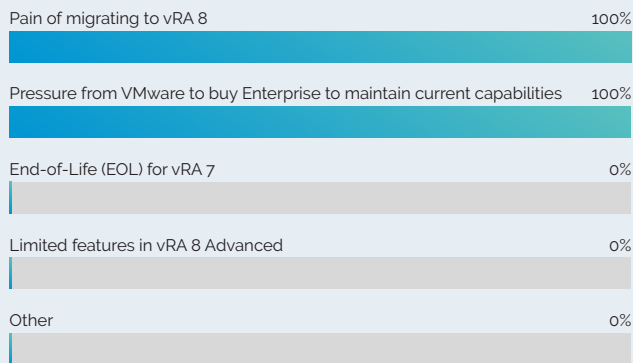 Pain of migrating to vRA 8 100%
Pressure from VMware to buy Enterprise to maintain current capabilities 100%
End-of-Life (EOL) for vRA 7 0%
Limited features in vRA 8 Advanced 0%
Other 0%